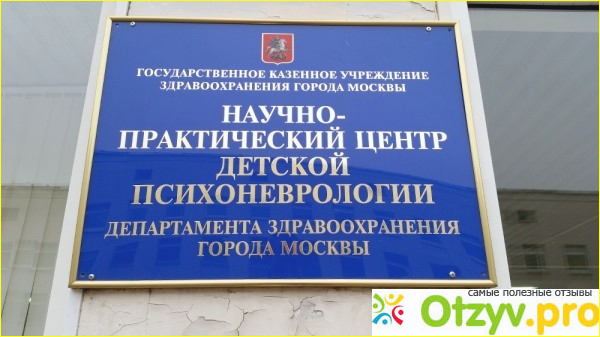 ГОСУДАРСТВЕННОЕ КАЗЕННОЕ УЧРЕЖДЕНИЕ
ЗДРАВООХРАНЕНИЯ ГОРОДА МОСКВЫ
НАУЧНО-
ПРАКТИЧЕСКИЙ ЦЕНТР
ДЕТСКОЙ
ПСИХОНЕВРОЛОГИИ
ДЕПАРТАМЕНТА ЗДРАВООХРАНЕНИЯ
ГОРОДА МОСКВЫ
самые полезные отзывы
Otzyv.pro